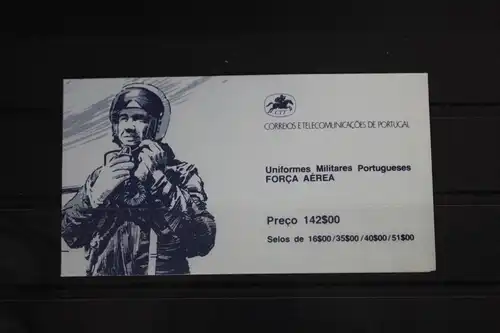 CTT
CORREIOS E TELECOMUNICAÇÕES DE PORTUGAL
Uniformes Militares Portugueses
FORÇA AÉREA
Preço 142$00
Selos de 16$00/35$00/40$00/51$00